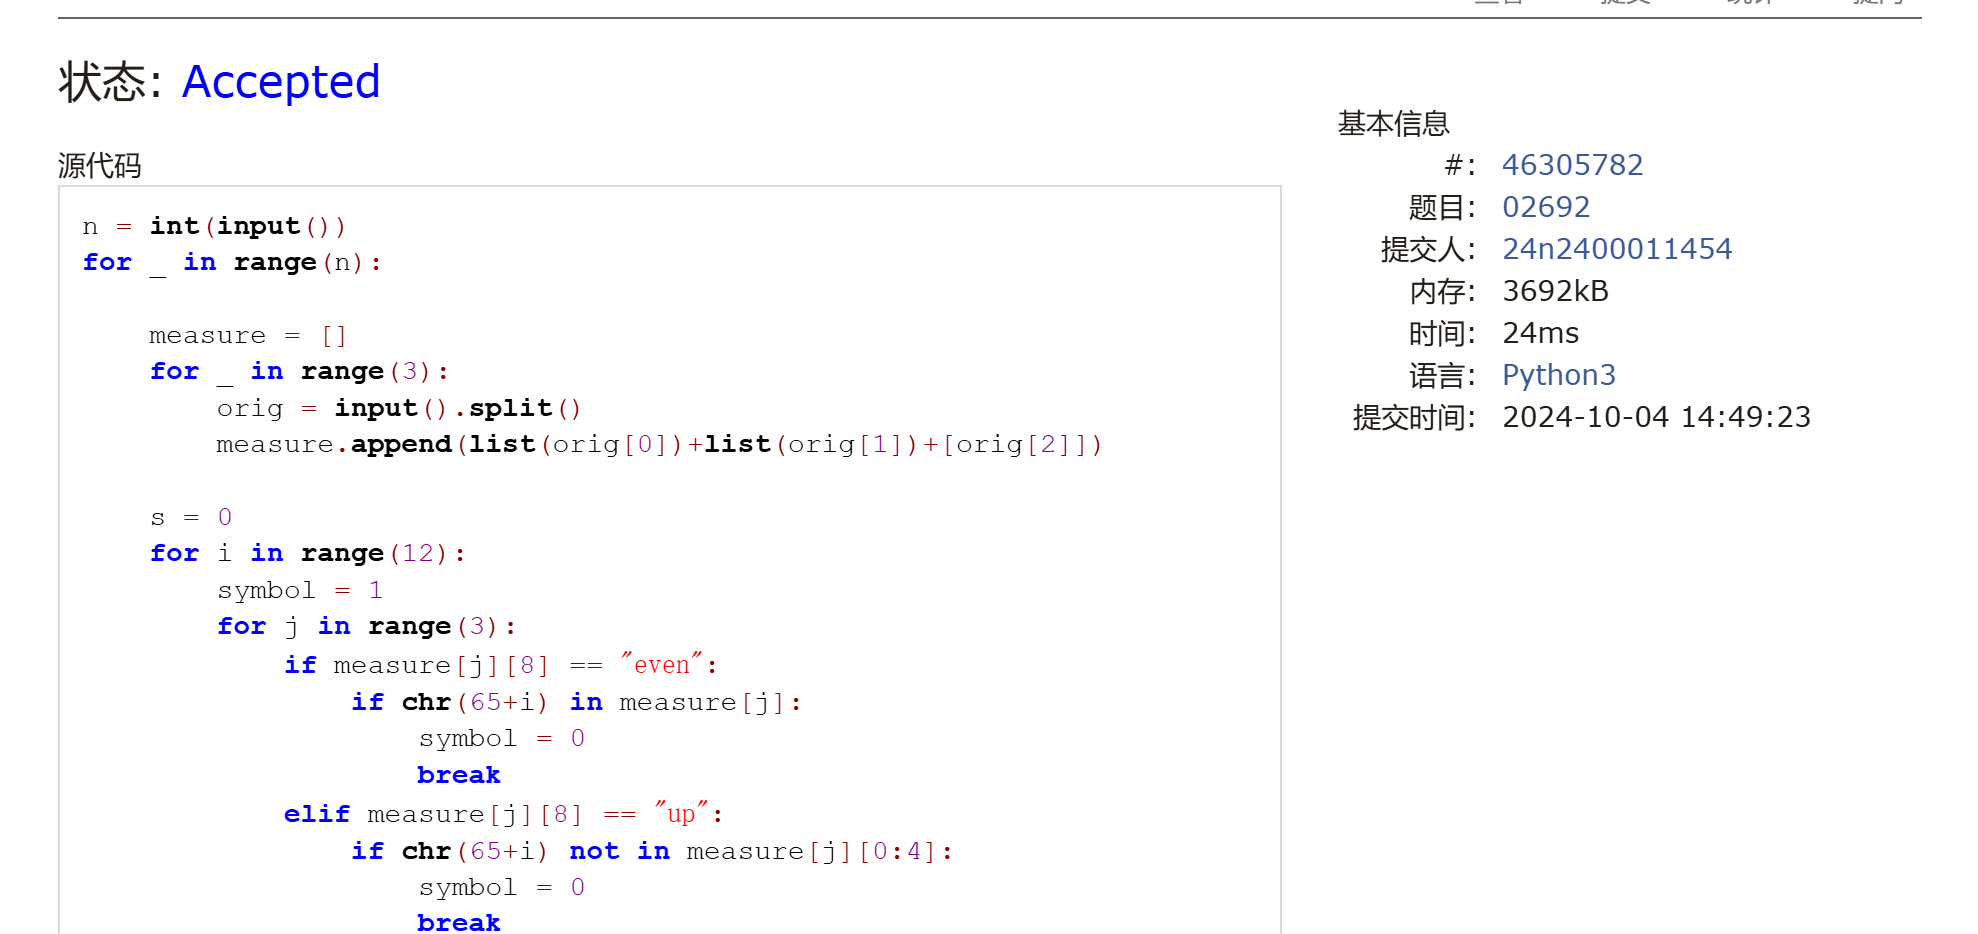 状态: Accepted
源代码
n = int(input())
for _ in range(n):
    measure = []
    for _ in range(3):
        orig = input().split()
        measure.append(list(orig[0])+list(orig[1])+[orig[2]])
    s = 0
    for i in range(12):
        symbol = 1
        for j in range(3):
            if measure[j][8] == "even":
                if chr(65+i) in measure[j]:
                    symbol = 0
                    break
            elif measure[j][8] == "up":
                if chr(65+i) not in measure[j][0:4]:
                    symbol = 0
                    break
基本信息
#: 46305782
题目: 02692
提交人: 24n2400011454
内存: 3692kB
时间: 24ms
语言: Python3
提交时间: 2024-10-04 14:49:23